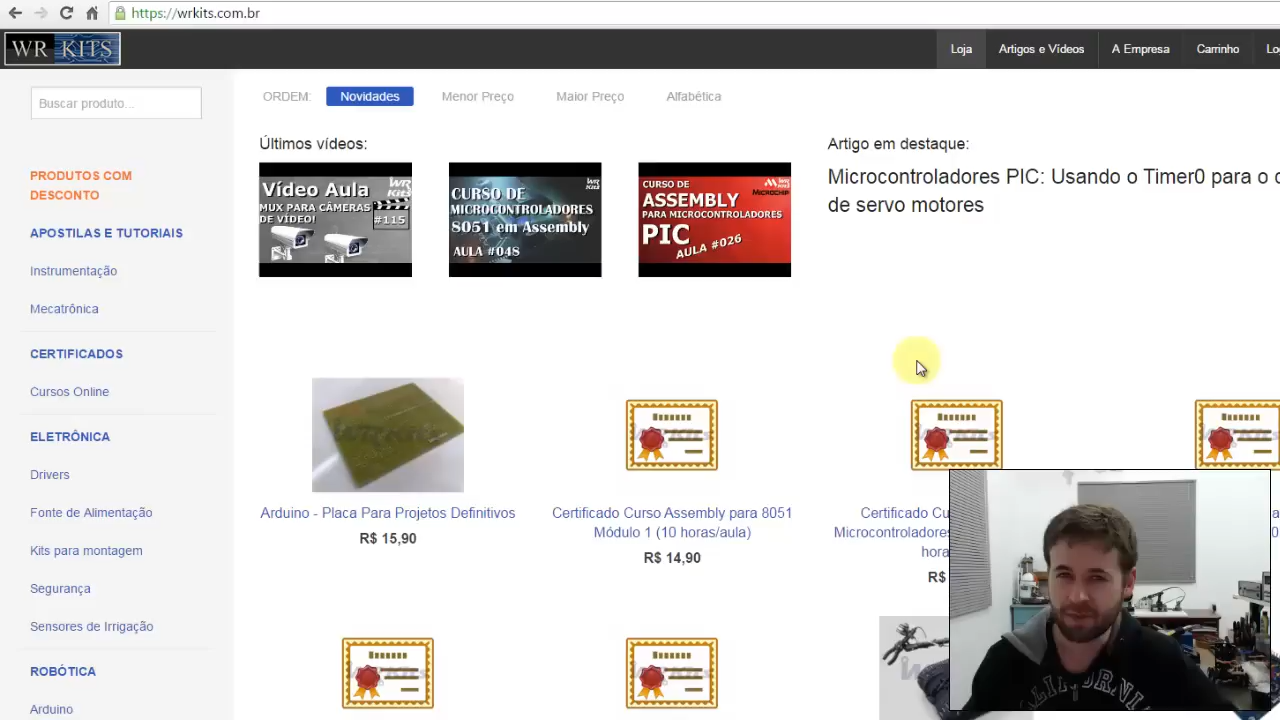 https://wrkits.com.br
WR KITS
Loja
Artigos e Vídeos
A Empresa
Carrinho
Buscar produto...
ORDEM:
Novidades
Menor Preço
Maior Preço
Alfabética
PRODUTOS COM
DESCONTO
APOSTILAS E TUTORIAIS
Instrumentação
Mecatrônica
CERTIFICADOS
Cursos Online
ELETRÔNICA
Drivers
Fonte de Alimentação
Kits para montagem
Segurança
Sensores de Irrigação
ROBÓTICA
Arduino
Últimos vídeos:
Vídeo Aula
WR Kits
MUX PARA CÂMERAS
DE VÍDEO!
#115
CURSO DE
MICROCONTROLADORES
8051 em Assembly
AULA #048
CURSO DE
ASSEMBLY
MICROCHIP
PARA MICROCONTROLADORES
PIC
AULA #026
Artigo em destaque:
Microcontroladores PIC: Usando o Timer0 para o
de servo motores
Arduino - Placa Para Projetos Definitivos
R$ 15,90
Certificado Curso Assembly para 8051
Módulo 1 (10 horas/aula)
R$ 14,90
Certificado
Microcontroladores
R$